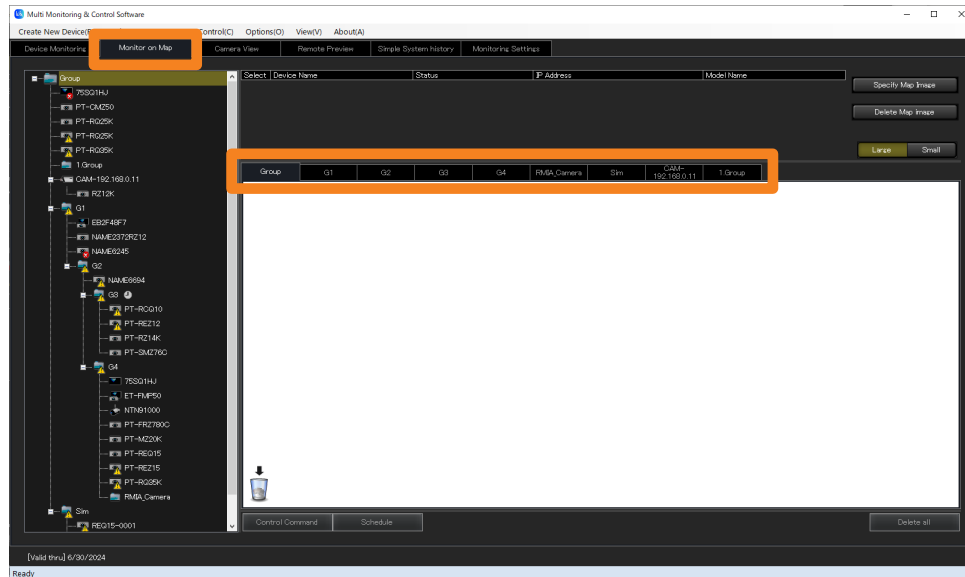 Multi Monitoring & Control Software
Control(C) Options(O) View(V) About(A)
Device Monitoring Monitor on Map Camera View Remote Preview Simple System history Monitoring Settings
Select Device Name Status IP Address Model Name
Specify Map Image
Delete Map Image
Large Small
Group G1 G2 G3 G4 RMIA_Camera Sim CAM-192.168.0.11 1.Group
Group
75SQ1HJ
PT-CMZ50
PT-RQ25K
PT-RQ25K
PT-RQ35K
1.Group
CAM-192.168.0.11
RZ12K
G1
EB2F48F7
NAME2372RZ12
NAME6245
G2
NAME6694
G3
PT-RCQ10
PT-REZ12
PT-RZ14K
PT-SMZ76C
G4
75SQ1HJ
ET-FMP50
NTN91000
PT-FRZ780C
PT-MZ20K
PT-REQ15
PT-REZ15
PT-RQ35K
RMIA_Camera
Sim
REQ15-0001
Control Command Schedule Delete all
[Valid thru] 6/30/2024
Ready